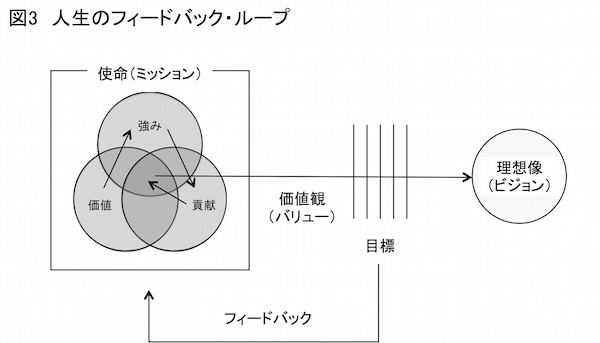 図3 人生のフィードバック・ループ
使命（ミッション）
強み
価値
貢献
価値観
（バリュー）
目標
理想像
（ビジョン）
フィードバック